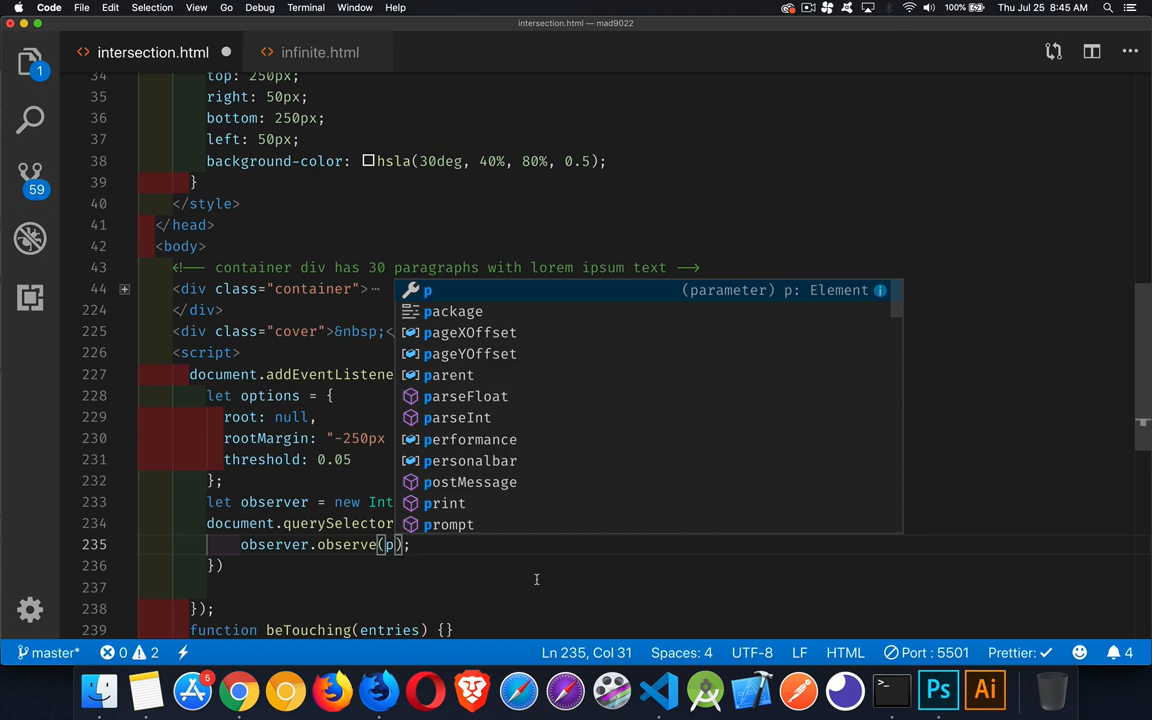 Code File Edit Selection View Go Debug Terminal Window Help 100% Thu Jul 25 8:45 AM
intersection.html — mad9022
intersection.html infinite.html
34 top: 250px;
35 right: 50px;
36 bottom: 250px;
37 left: 50px;
38 background-color: hsla(30deg, 40%, 80%, 0.5);
39 }
40 </style>
41 </head>
42 <body>
43 <!-- container div has 30 paragraphs with lorem ipsum text -->
44 <div class="container">
224 </div>
225 <div class="cover">&nbsp;<
226 <script>
227 document.addEventListene
228 let options = {
229 root: null,
230 rootMargin: "-250px
231 threshold: 0.05
232 };
233 let observer = new Int
234 document.querySelector
235 observer.observe(p);
236 })
237
238 });
239 function beTouching(entries) {}
p (parameter) p: Element
package
pageXOffset
pageYOffset
parent
parseFloat
parseInt
performance
personalbar
postMessage
print
prompt
1
59
master* 0 2 Ln 235, Col 31 Spaces: 4 UTF-8 LF HTML Port : 5501 Prettier: 4
5
>_ Ps Ai